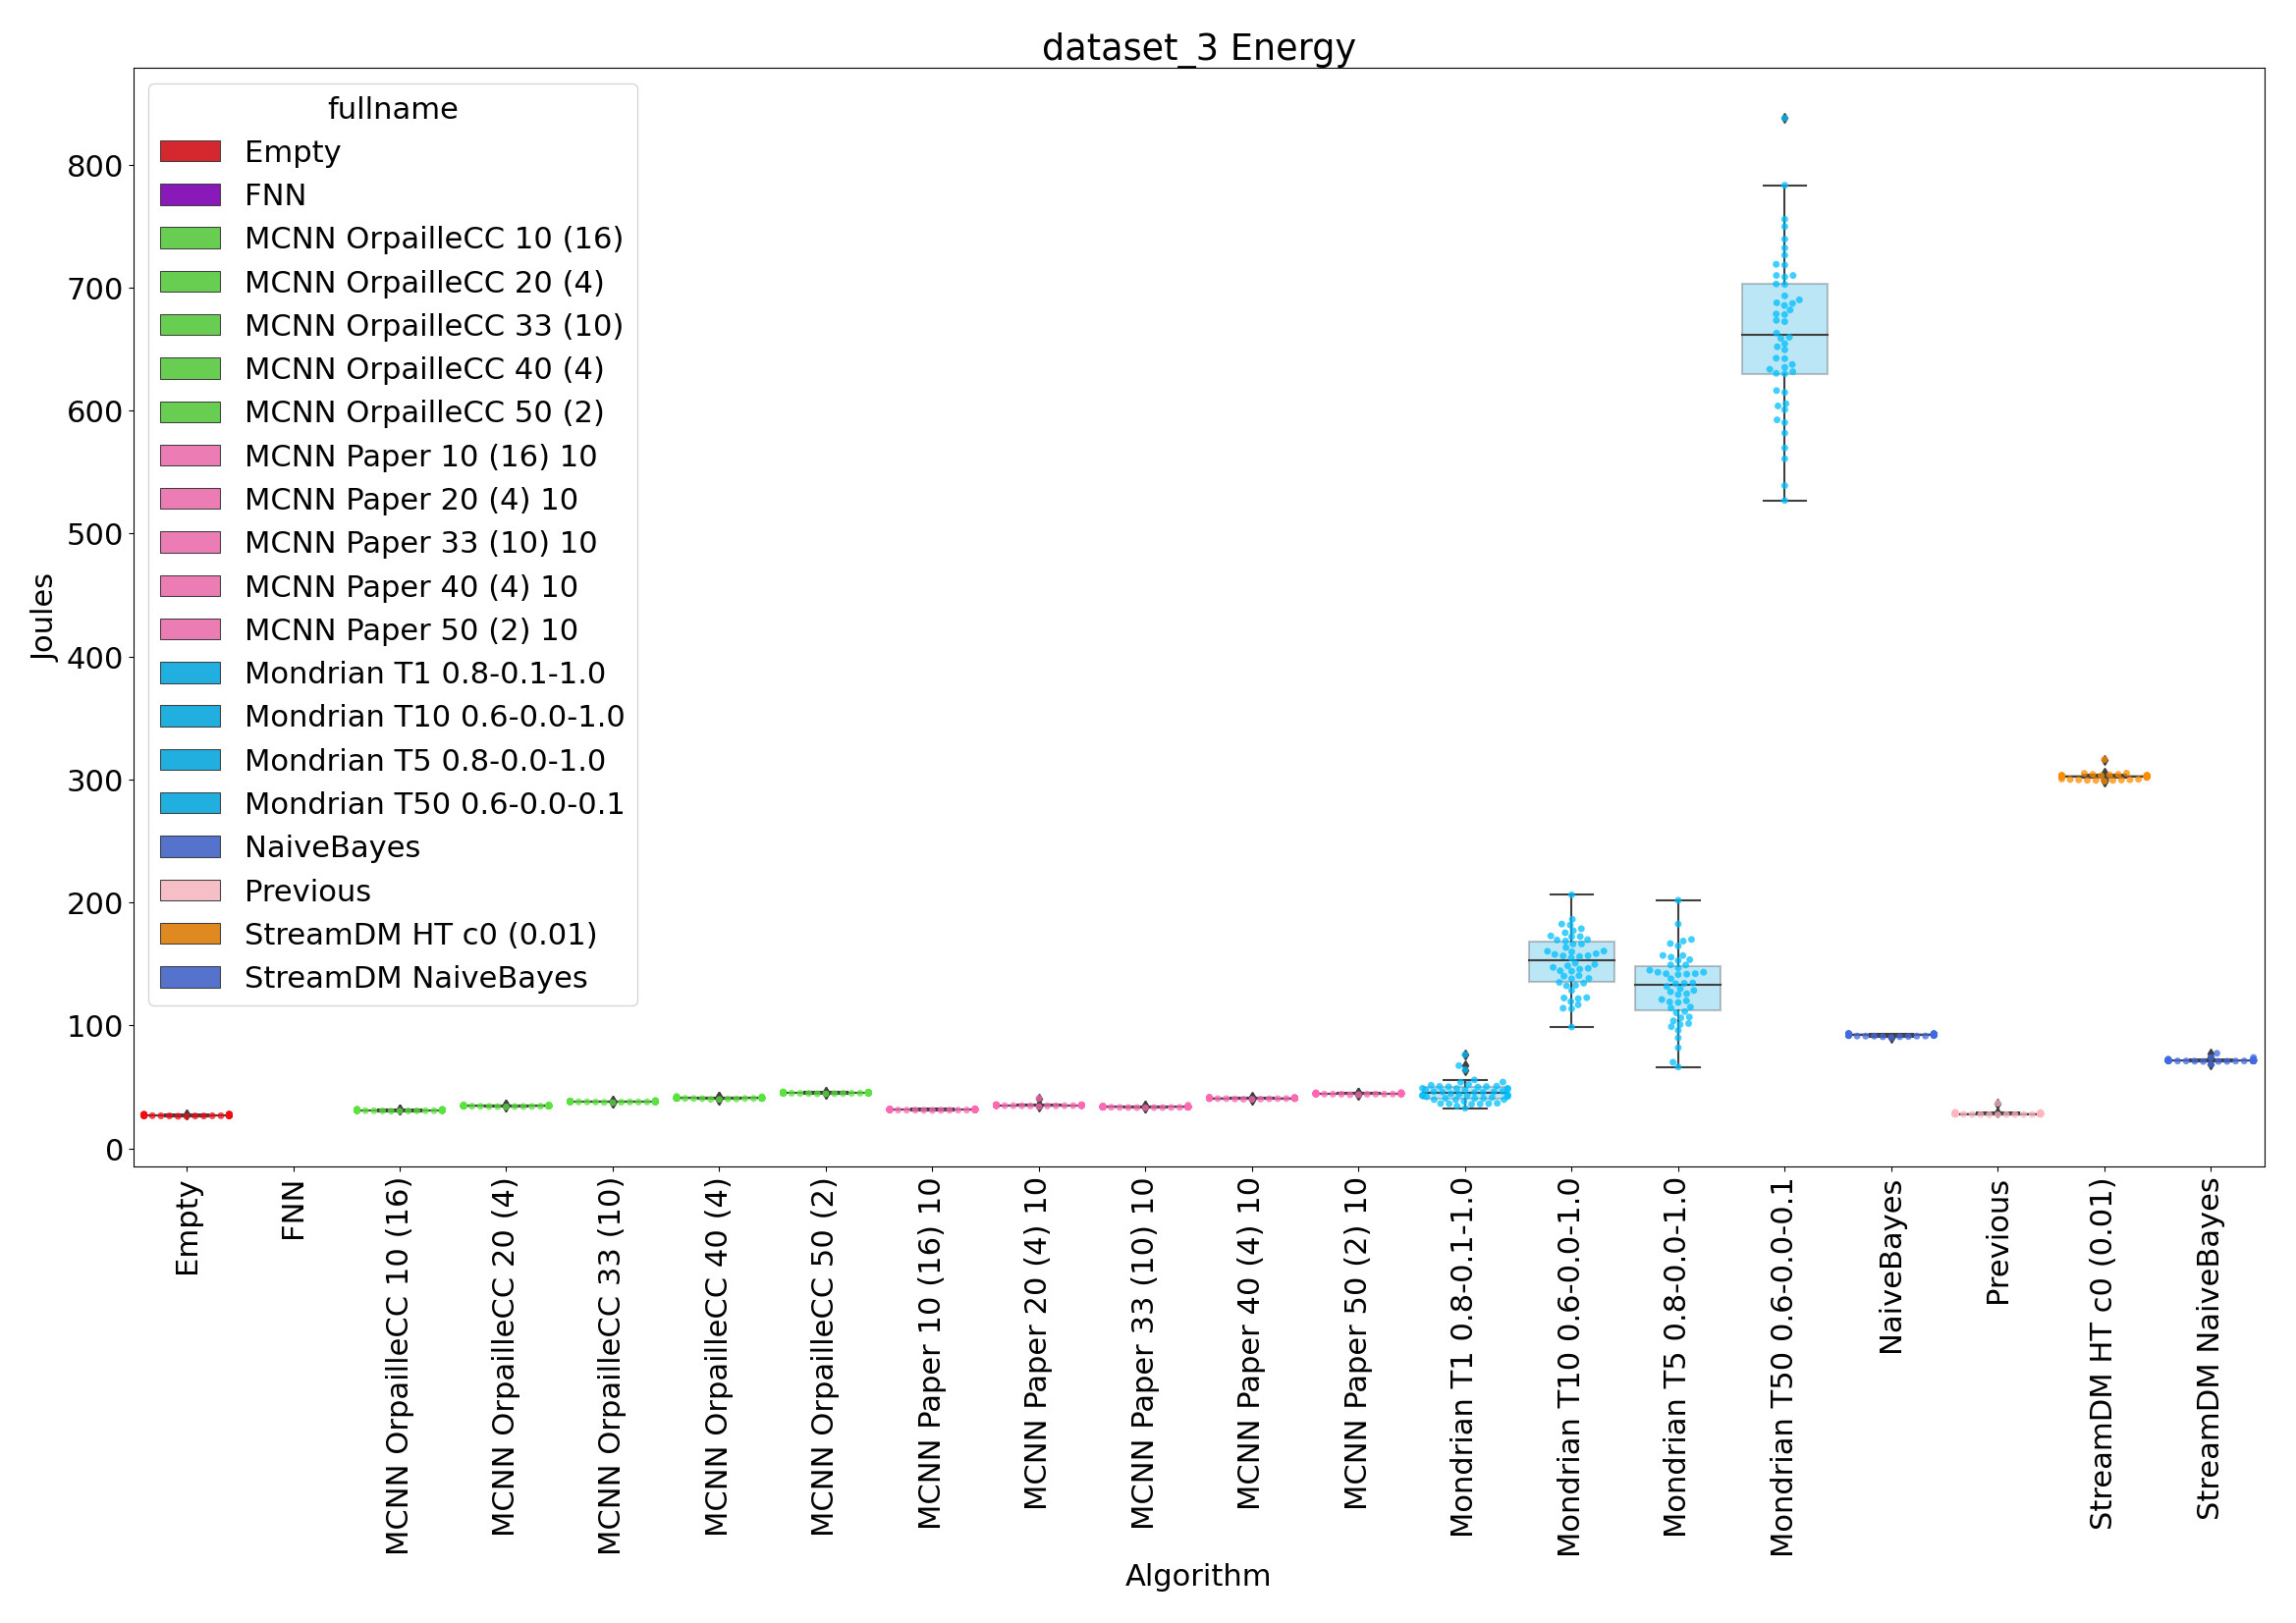 dataset_3 Energy
fullname
Empty
FNN
MCNN OrpailleCC 10 (16)
MCNN OrpailleCC 20 (4)
MCNN OrpailleCC 33 (10)
MCNN OrpailleCC 40 (4)
MCNN OrpailleCC 50 (2)
MCNN Paper 10 (16) 10
MCNN Paper 20 (4) 10
MCNN Paper 33 (10) 10
MCNN Paper 40 (4) 10
MCNN Paper 50 (2) 10
Mondrian T1 0.8-0.1-1.0
Mondrian T10 0.6-0.0-1.0
Mondrian T5 0.8-0.0-1.0
Mondrian T50 0.6-0.0-0.1
NaiveBayes
Previous
StreamDM HT c0 (0.01)
StreamDM NaiveBayes
Joules
800
700
600
500
400
300
200
100
0
Empty
FNN
MCNN OrpailleCC 10 (16)
MCNN OrpailleCC 20 (4)
MCNN OrpailleCC 33 (10)
MCNN OrpailleCC 40 (4)
MCNN OrpailleCC 50 (2)
MCNN Paper 10 (16) 10
MCNN Paper 20 (4) 10
MCNN Paper 33 (10) 10
MCNN Paper 40 (4) 10
MCNN Paper 50 (2) 10
Mondrian T1 0.8-0.1-1.0
Mondrian T10 0.6-0.0-1.0
Mondrian T5 0.8-0.0-1.0
Mondrian T50 0.6-0.0-0.1
NaiveBayes
Previous
StreamDM HT c0 (0.01)
StreamDM NaiveBayes
Algorithm